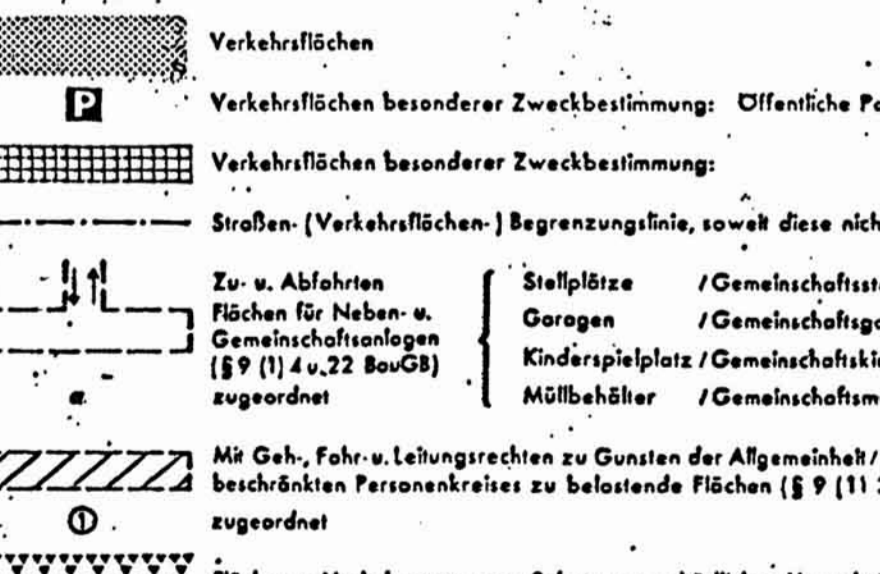 Verkehrsflächen
P Verkehrsflächen besonderer Zweckbestimmung: Öffentliche
Verkehrsflächen besonderer Zweckbestimmung:
Straßen- (Verkehrsflächen-) Begrenzungslinie, soweit diese
Zu- u. Abfahrten
Flächen für Neben- u.
Gemeinschaftsanlagen
(§ 9 (1) 4 u. 22 BauGB)
a zugeordnet
Stellplätze / Gemeinschaftsst
Garagen / Gemeinschaftsga
Kinderspielplatz / Gemeinschaftski
Müllbehälter / Gemeinschaftsm
Mit Geh-, Fahr- u. Leitungsrechten zu Gunsten der Allgemeinheit /
beschränkten Personenkreises zu belastende Flächen (§ 9 (1)
1 zugeordnet